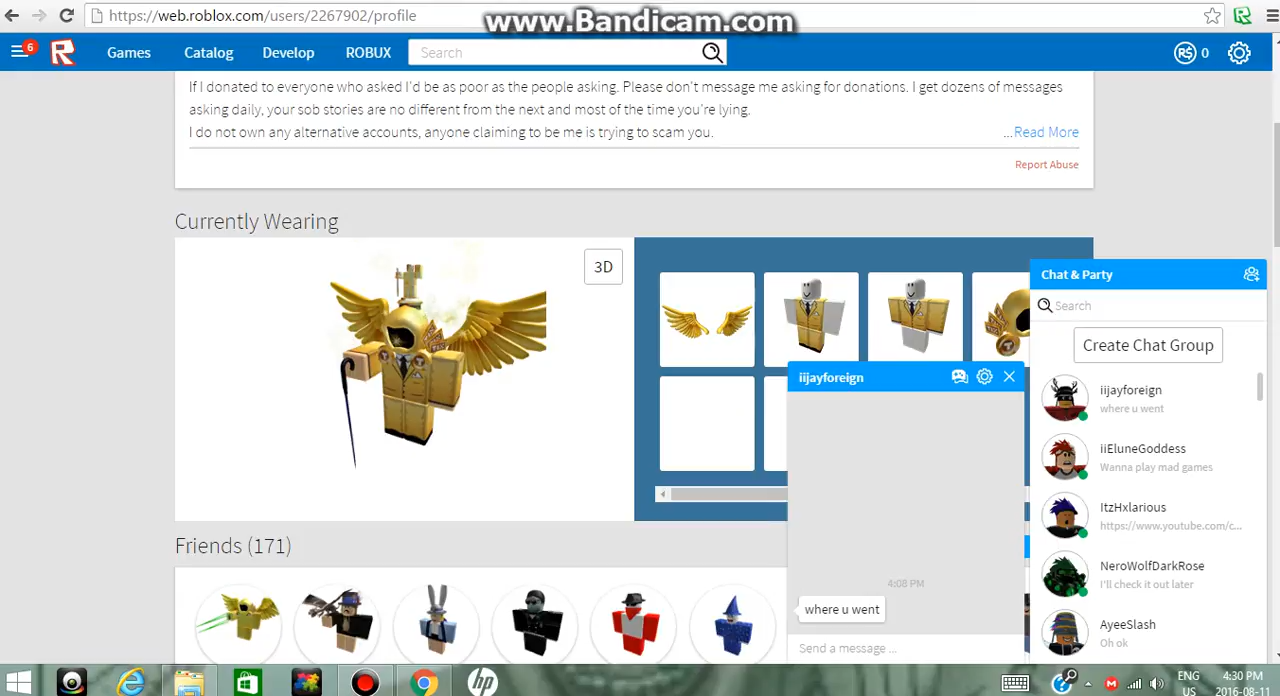 https://web.roblox.com/users/2267902/profile
www.Bandicam.com
6
Games
Catalog
Develop
ROBUX
Search
R$ 0
If I donated to everyone who asked I'd be as poor as the people asking. Please don't message me asking for donations. I get dozens of messages
asking daily, your sob stories are no different from the next and most of the time you're lying.
I do not own any alternative accounts, anyone claiming to be me is trying to scam you.
...Read More
Report Abuse
Currently Wearing
3D
Friends (171)
iijayforeign
4:08 PM
where u went
Send a message ...
Chat & Party
Search
Create Chat Group
iijayforeign
where u went
iiEluneGoddess
Wanna play mad games
ItzHxlarious
https://www.youtube.com/c...
NeroWolfDarkRose
I'll check it out later
AyeeSlash
Oh ok
hp
ENG
US
4:30 PM
2016-08-11